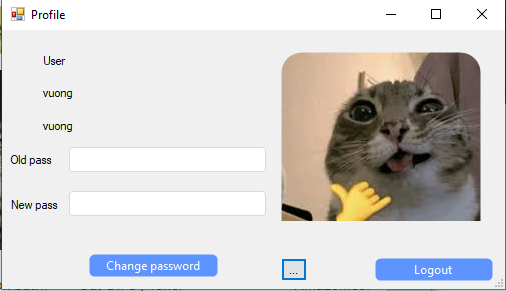 Profile
User
vuong
vuong
Old pass
New pass
Change password
...
Logout